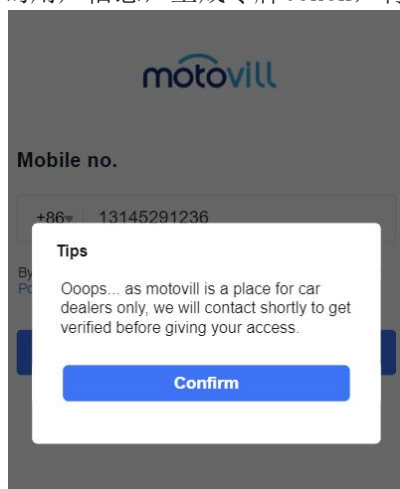 motovill
Mobile no.
+86 13145291236
By
Tips
Ooops... as motovill is a place for car
dealers only, we will contact shortly to get
verified before giving your access.
Confirm